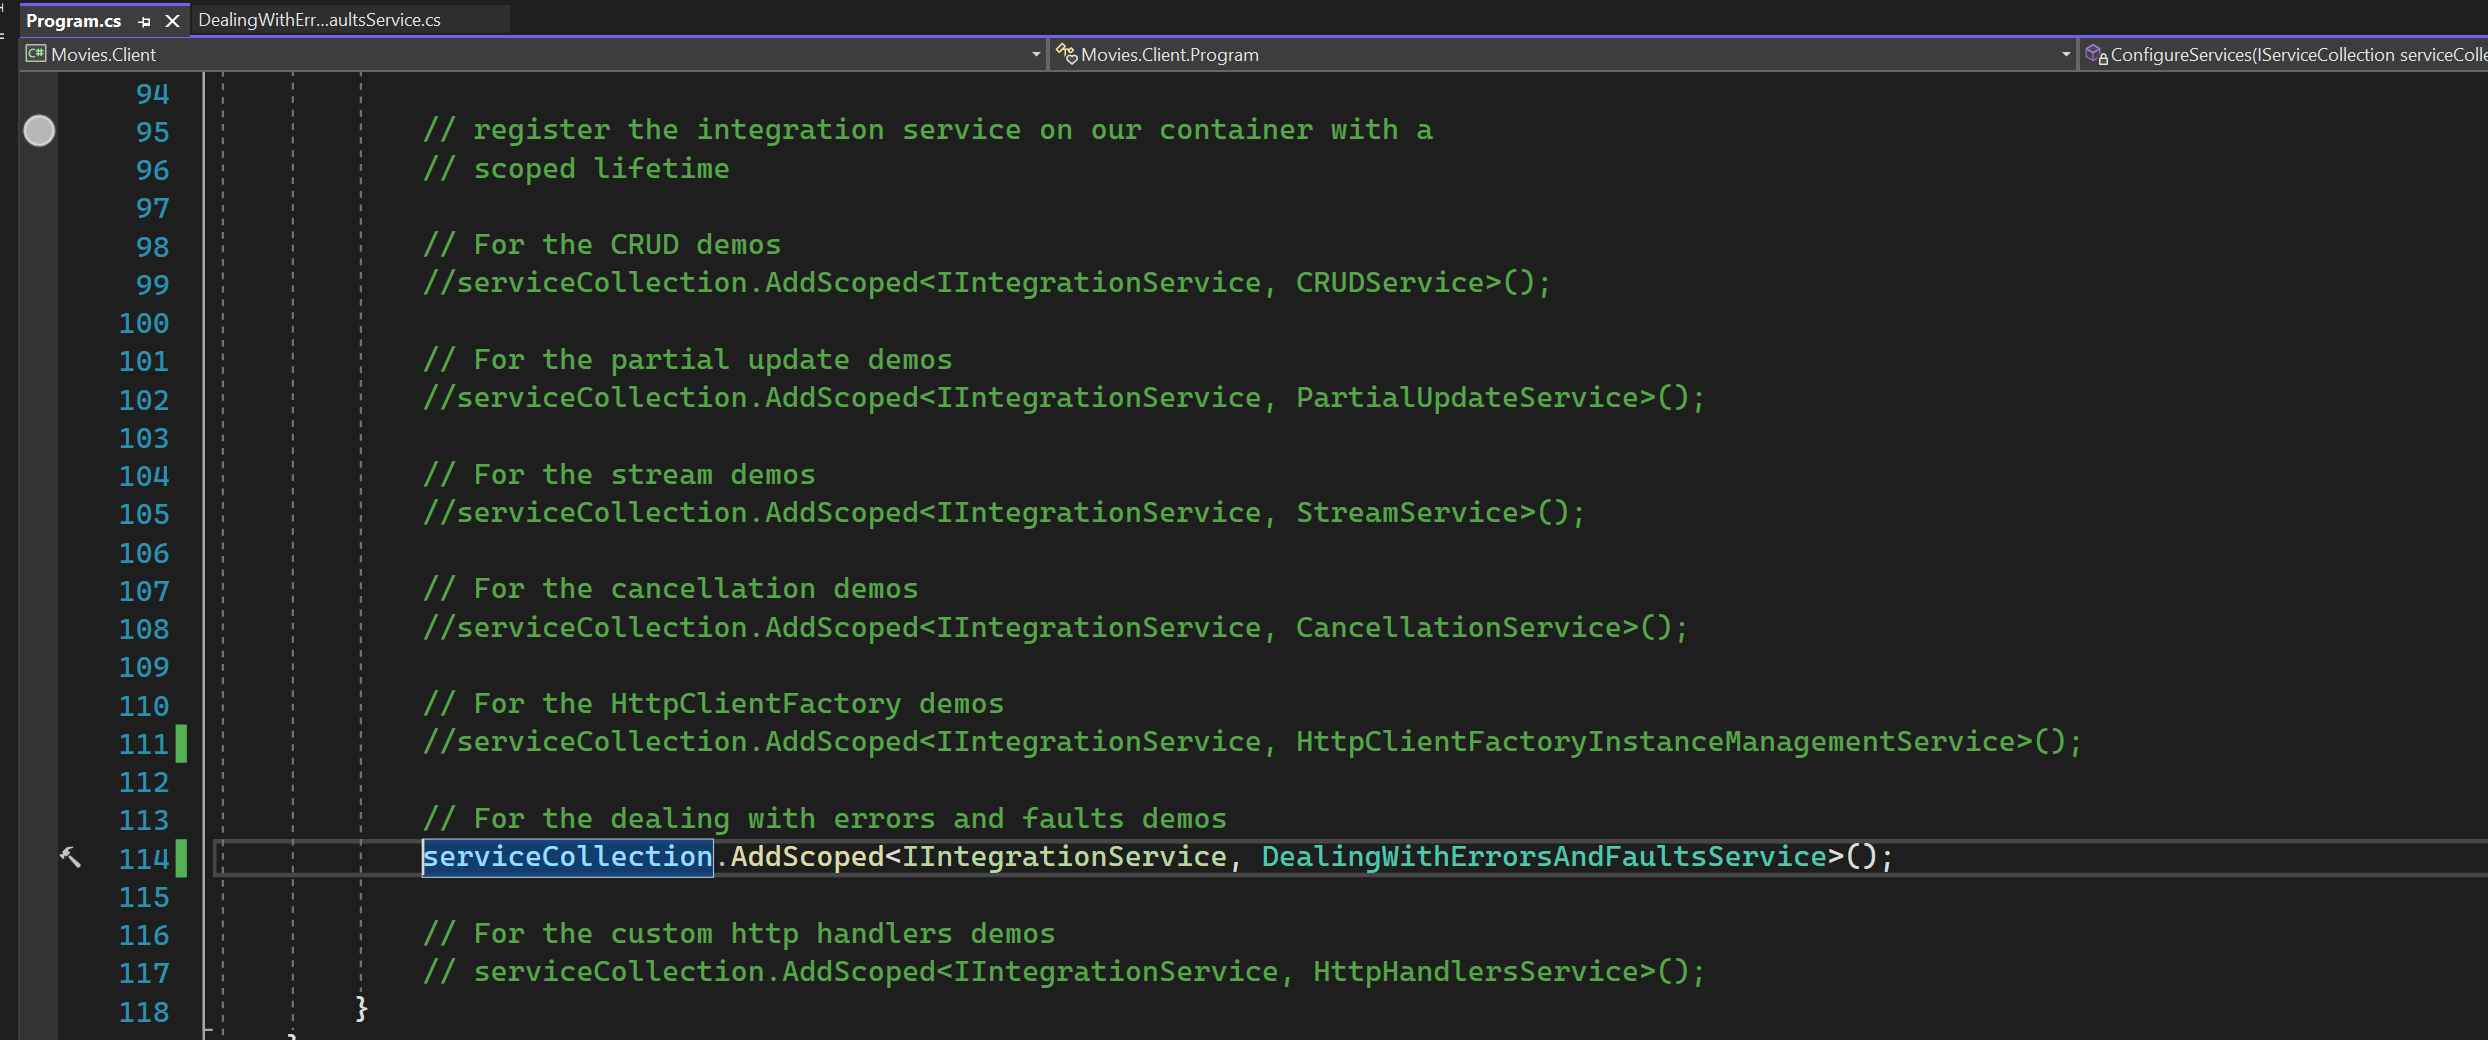 Program.cs
DealingWithErr...aultsService.cs
C# Movies.Client
Movies.Client.Program
ConfigureServices(IServiceCollection serviceColle
94
95 // register the integration service on our container with a
96 // scoped lifetime
97
98 // For the CRUD demos
99 //serviceCollection.AddScoped<IIntegrationService, CRUDService>();
100
101 // For the partial update demos
102 //serviceCollection.AddScoped<IIntegrationService, PartialUpdateService>();
103
104 // For the stream demos
105 //serviceCollection.AddScoped<IIntegrationService, StreamService>();
106
107 // For the cancellation demos
108 //serviceCollection.AddScoped<IIntegrationService, CancellationService>();
109
110 // For the HttpClientFactory demos
111 //serviceCollection.AddScoped<IIntegrationService, HttpClientFactoryInstanceManagementService>();
112
113 // For the dealing with errors and faults demos
114 serviceCollection.AddScoped<IIntegrationService, DealingWithErrorsAndFaultsService>();
115
116 // For the custom http handlers demos
117 // serviceCollection.AddScoped<IIntegrationService, HttpHandlersService>();
118 }